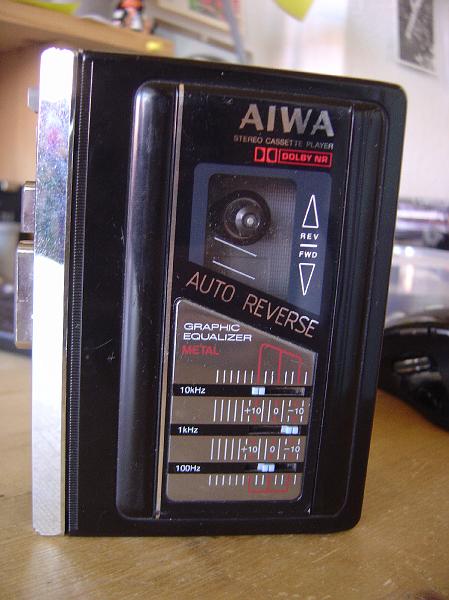 AIWA
STEREO CASSETTE PLAYER
DOLBY NR
REV
FWD
AUTO REVERSE
GRAPHIC
EQUALIZER
METAL
10kHz
+10 0 -10
1kHz
+10 0 -10
100Hz